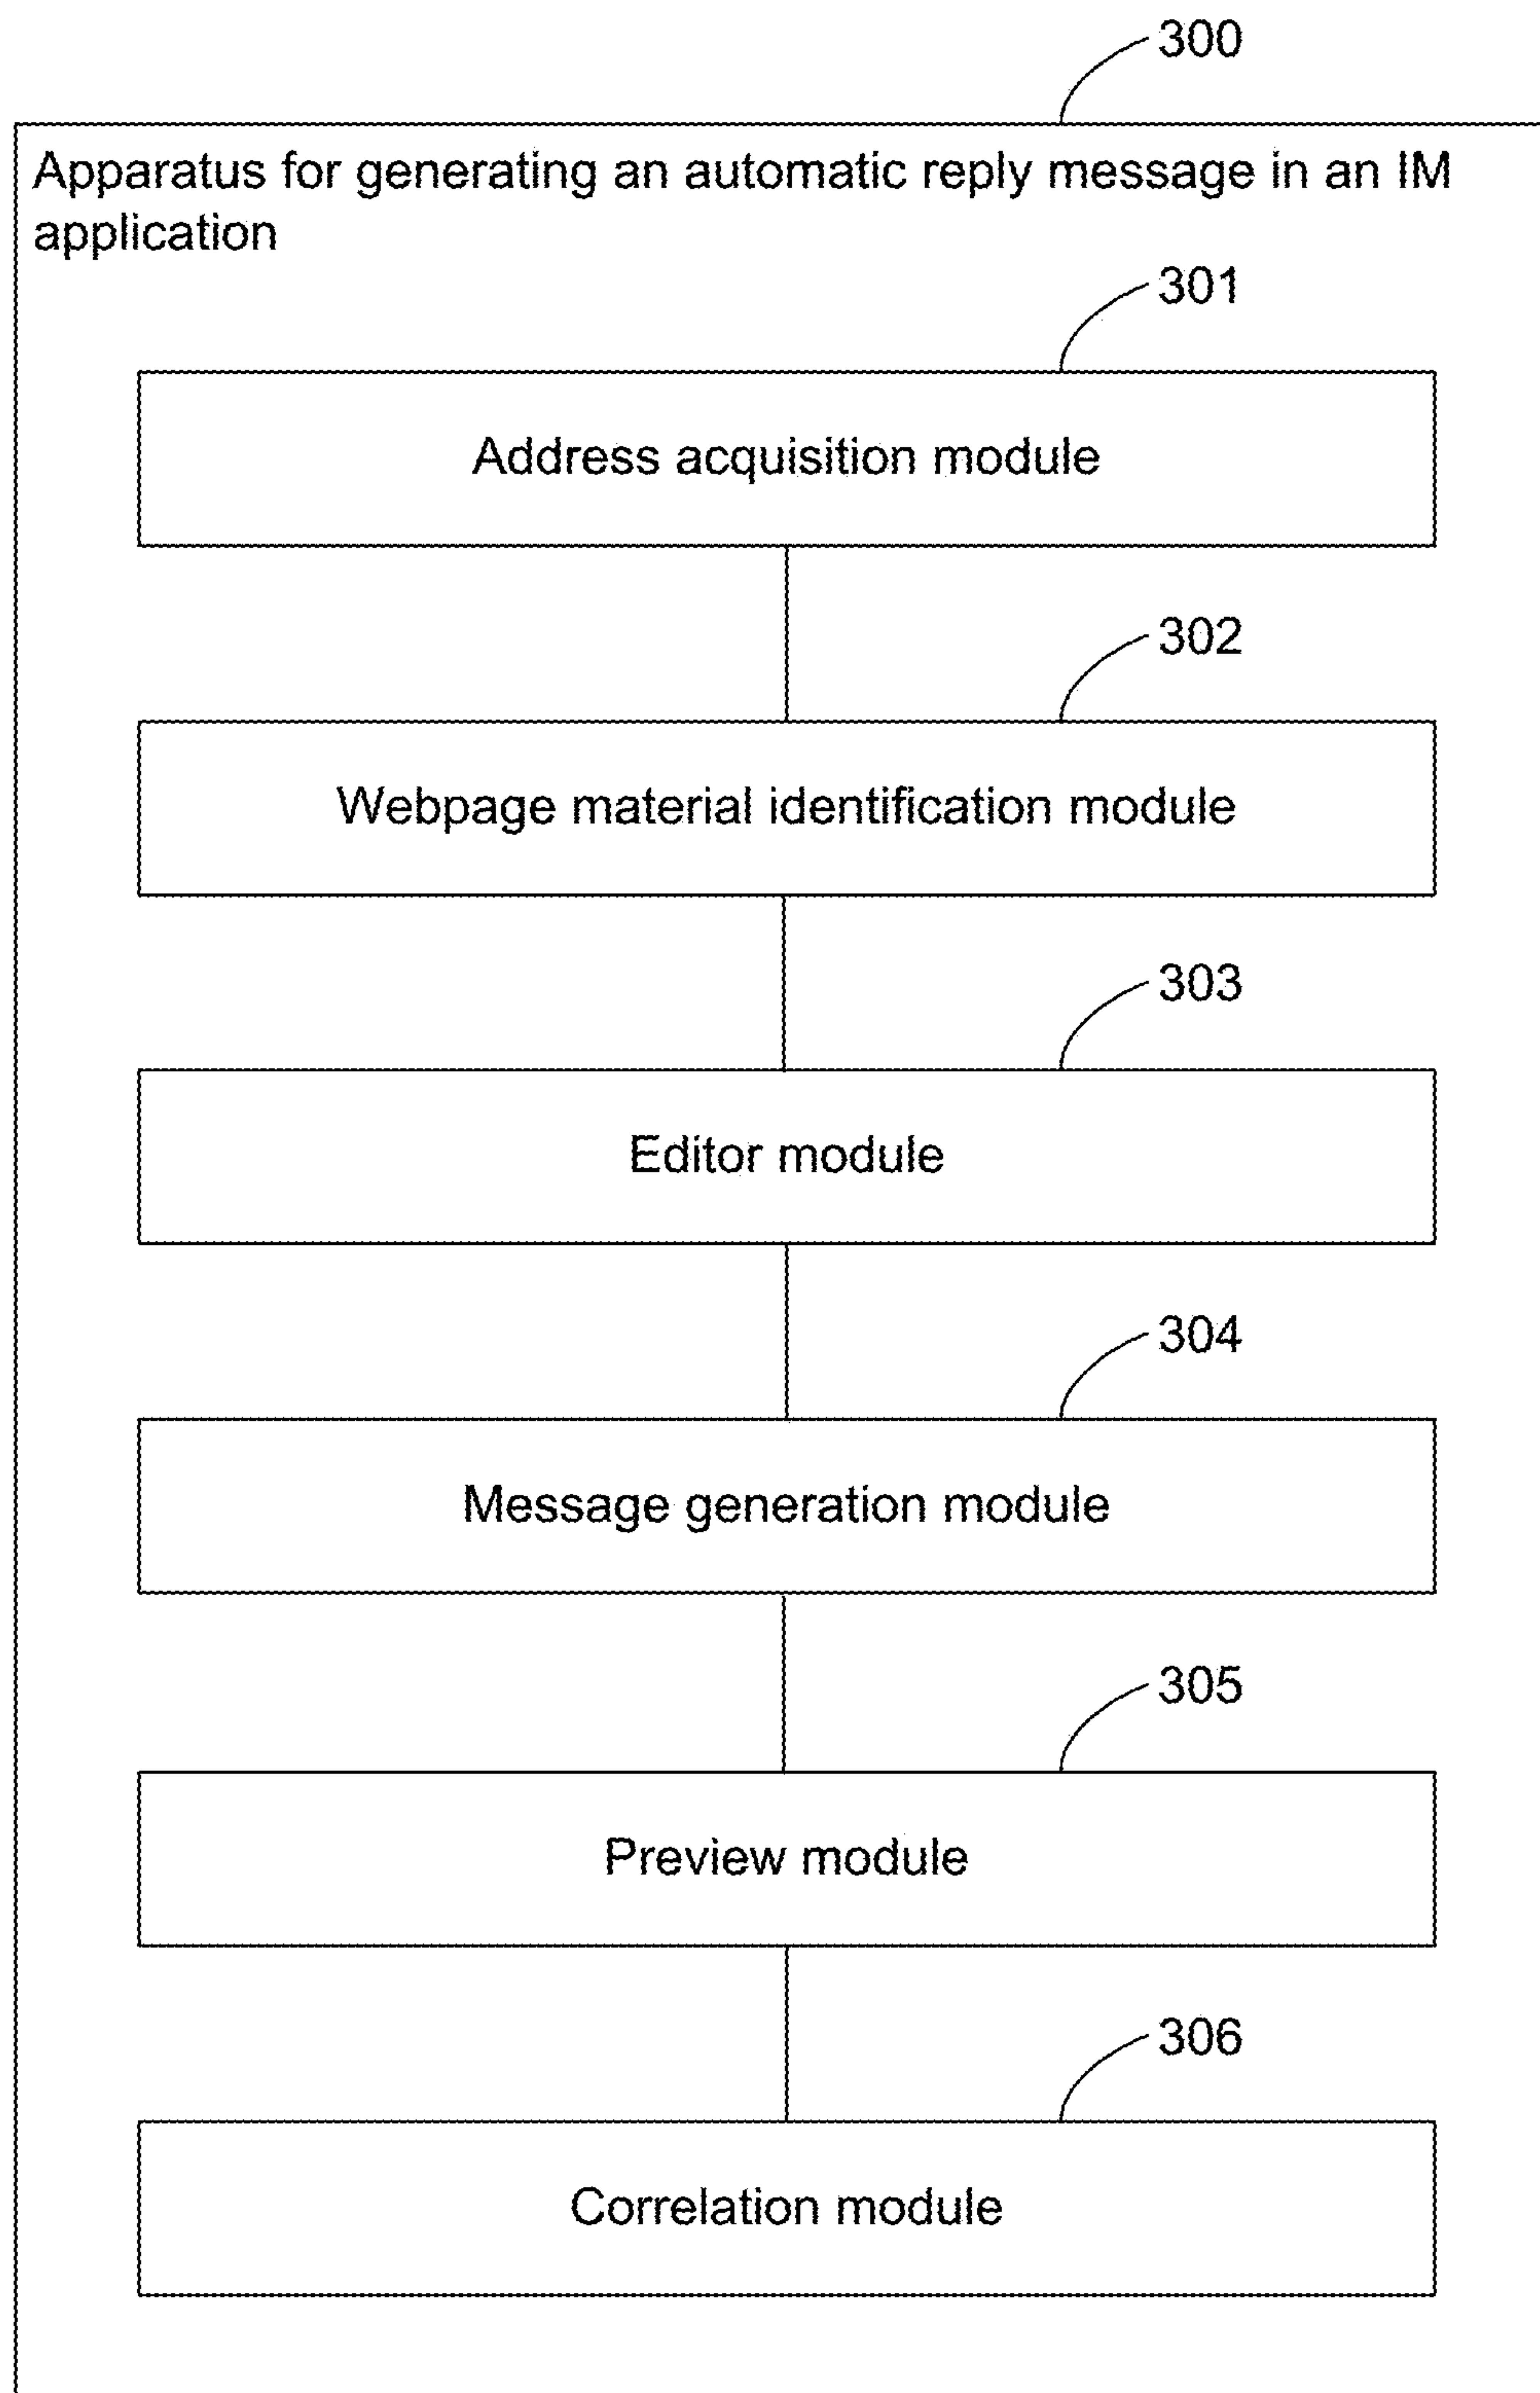 300
Apparatus for generating an automatic reply message in an IM
application
301
Address acquisition module
302
Webpage material identification module
303
Editor module
304
Message generation module
305
Preview module
306
Correlation module